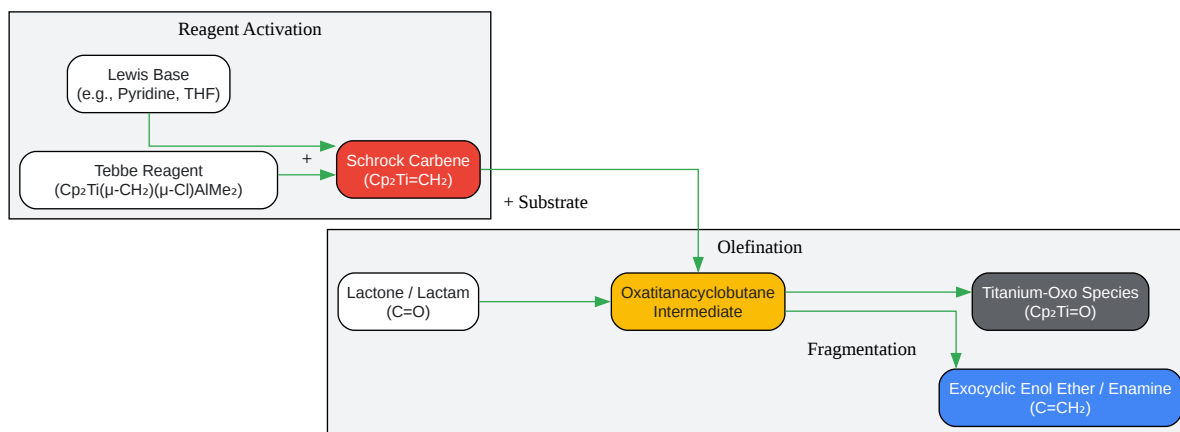 Reagent Activation
Lewis Base
(e.g., Pyridine, THF)
Tebbe Reagent
(Cp₂Ti(μ-CH₂)(μ-Cl)AlMe₂)
+
Schrock Carbene
(Cp₂Ti=CH₂)
+ Substrate
Olefination
Lactone / Lactam
(C=O)
Oxatitanacyclobutane
Intermediate
Titanium-Oxo Species
(Cp₂Ti=O)
Fragmentation
Exocyclic Enol Ether / Enamine
(C=CH₂)